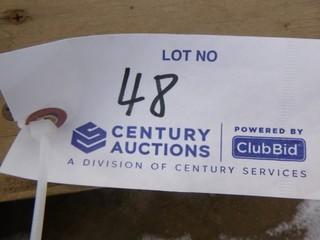 LOT NO
48
CENTURY AUCTIONS
POWERED BY
ClubBid
A DIVISION OF CENTURY SERVICES